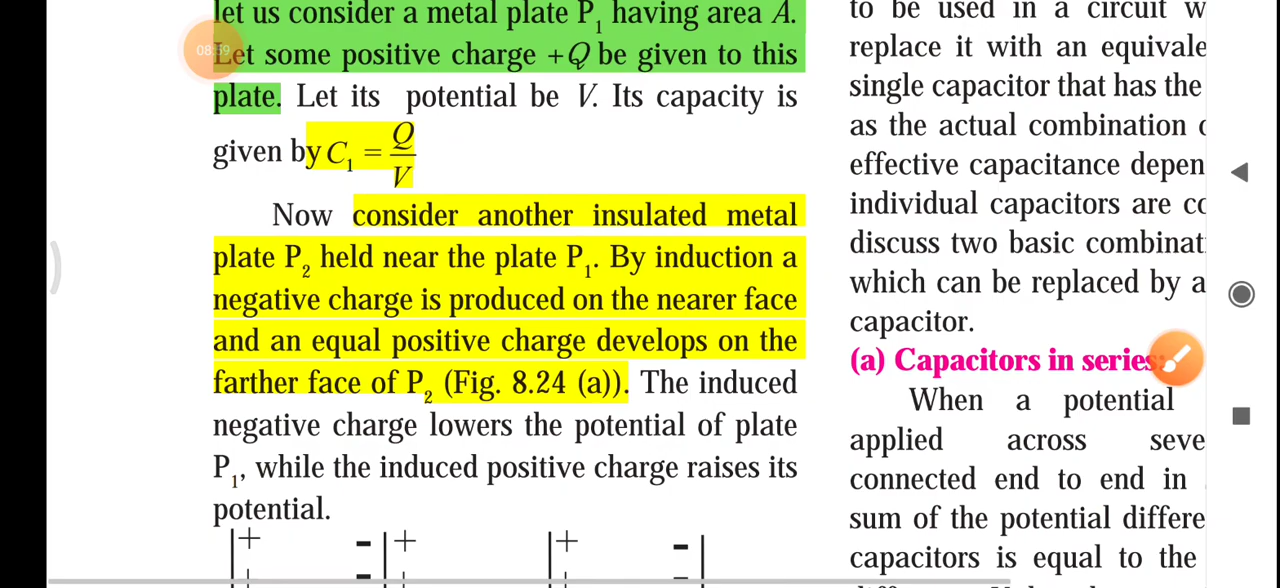 let us consider a metal plate P₁ having area A.
Let some positive charge +Q be given to this
plate. Let its potential be V. Its capacity is
given by C₁ = Q/V
Now consider another insulated metal
plate P₂ held near the plate P₁. By induction a
negative charge is produced on the nearer face
and an equal positive charge develops on the
farther face of P₂ (Fig. 8.24 (a)). The induced
negative charge lowers the potential of plate
P₁, while the induced positive charge raises its
potential.
+ - + + -
to be used in a circuit w
replace it with an equivale
single capacitor that has the
as the actual combination
effective capacitance depen
individual capacitors are co
discuss two basic combinat
which can be replaced by a
capacitor.
(a) Capacitors in series
When a potential
applied across seve
connected end to end in
sum of the potential differe
capacitors is equal to the